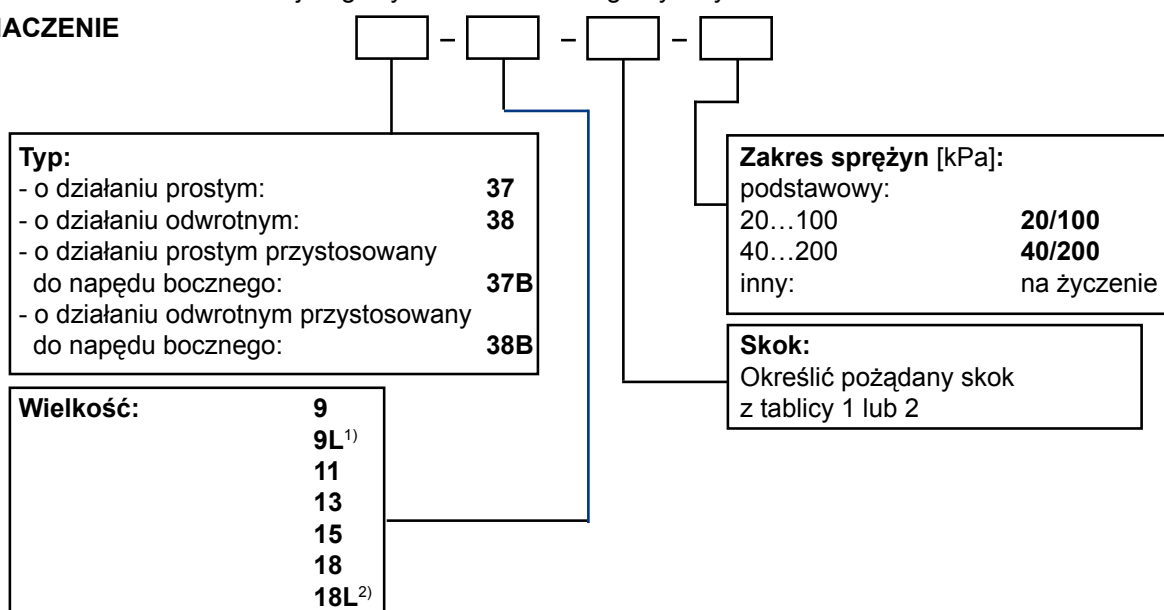 NACZENIE
– – –
Typ:
- o działaniu prostym: 37
- o działaniu odwrotnym: 38
- o działaniu prostym przystosowany
do napędu bocznego: 37B
- o działaniu odwrotnym przystosowany
do napędu bocznego: 38B
Wielkość: 9
9L1)
11
13
15
18
18L2)
Zakres sprężyn [kPa]:
podstawowy:
20…100 20/100
40…200 40/200
inny: na życzenie
Skok:
Określić pożądany skok
z tablicy 1 lub 2